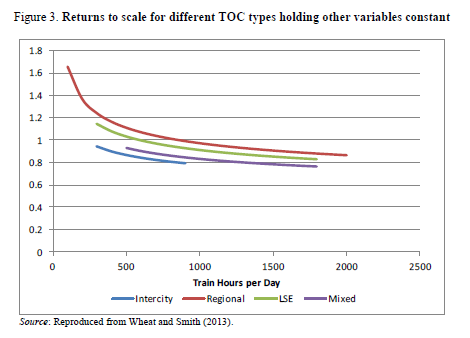 Figure 3. Returns to scale for different TOC types holding other variables constant
1.8
1.6
1.4
1.2
1
0.8
0.6
0.4
0.2
0
0 500 1000 1500 2000 2500
Train Hours per Day
Intercity Regional LSE Mixed
Source: Reproduced from Wheat and Smith (2013).